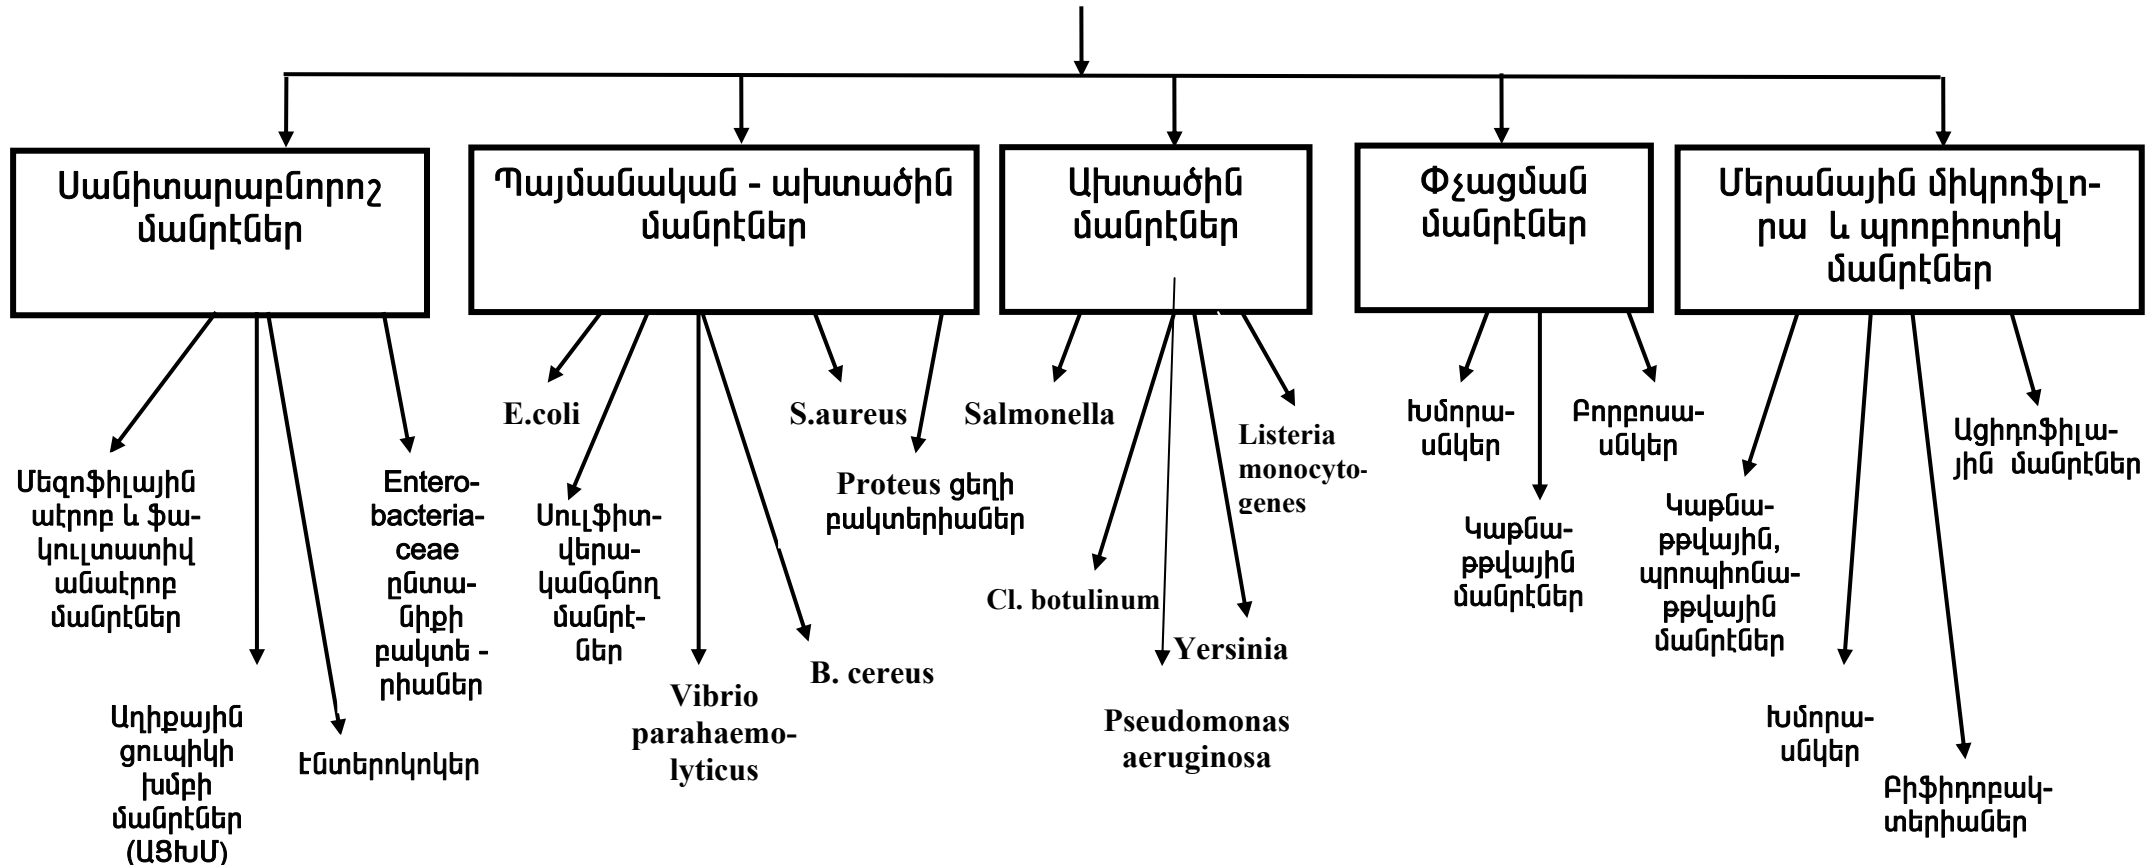 Սանիտարաբնորոշ
մանրէներ
Պայմանական - ախտածին
մանրէներ
Ախտածին
մանրէներ
Փչացման
մանրէներ
Մերանային միկրոֆլո-
րա և պրոբիոտիկ
մանրէներ
Մեզոֆիլային
աէրոբ և ֆա-
կուլտատիվ
անաէրոբ
մանրէներ
Աղիքային
ցուպիկի
խմբի
մանրէներ
(ԱՑԽՄ)
Էնտերոկոկեր
Entero-
bacteria-
ceae
ընտա-
նիքի
բակտե -
րիաներ
E.coli
Սուլֆիտ-
վերա-
կանգնող
մանրէ-
ներ
Vibrio
parahaemo-
lyticus
B. cereus
S.aureus
Proteus ցեղի
բակտերիաներ
Salmonella
Cl. botulinum
Pseudomonas
aeruginosa
Yersinia
Listeria
monocyto-
genes
Խմորա-
սնկեր
Կաթնա-
թթվային
մանրէներ
Բորբոսա-
սնկեր
Կաթնա-
թթվային,
պրոպիոնա-
թթվային
մանրէներ
Խմորա-
սնկեր
Բիֆիդոբակ-
տերիաներ
Ացիդոֆիլա-
յին մանրէներ